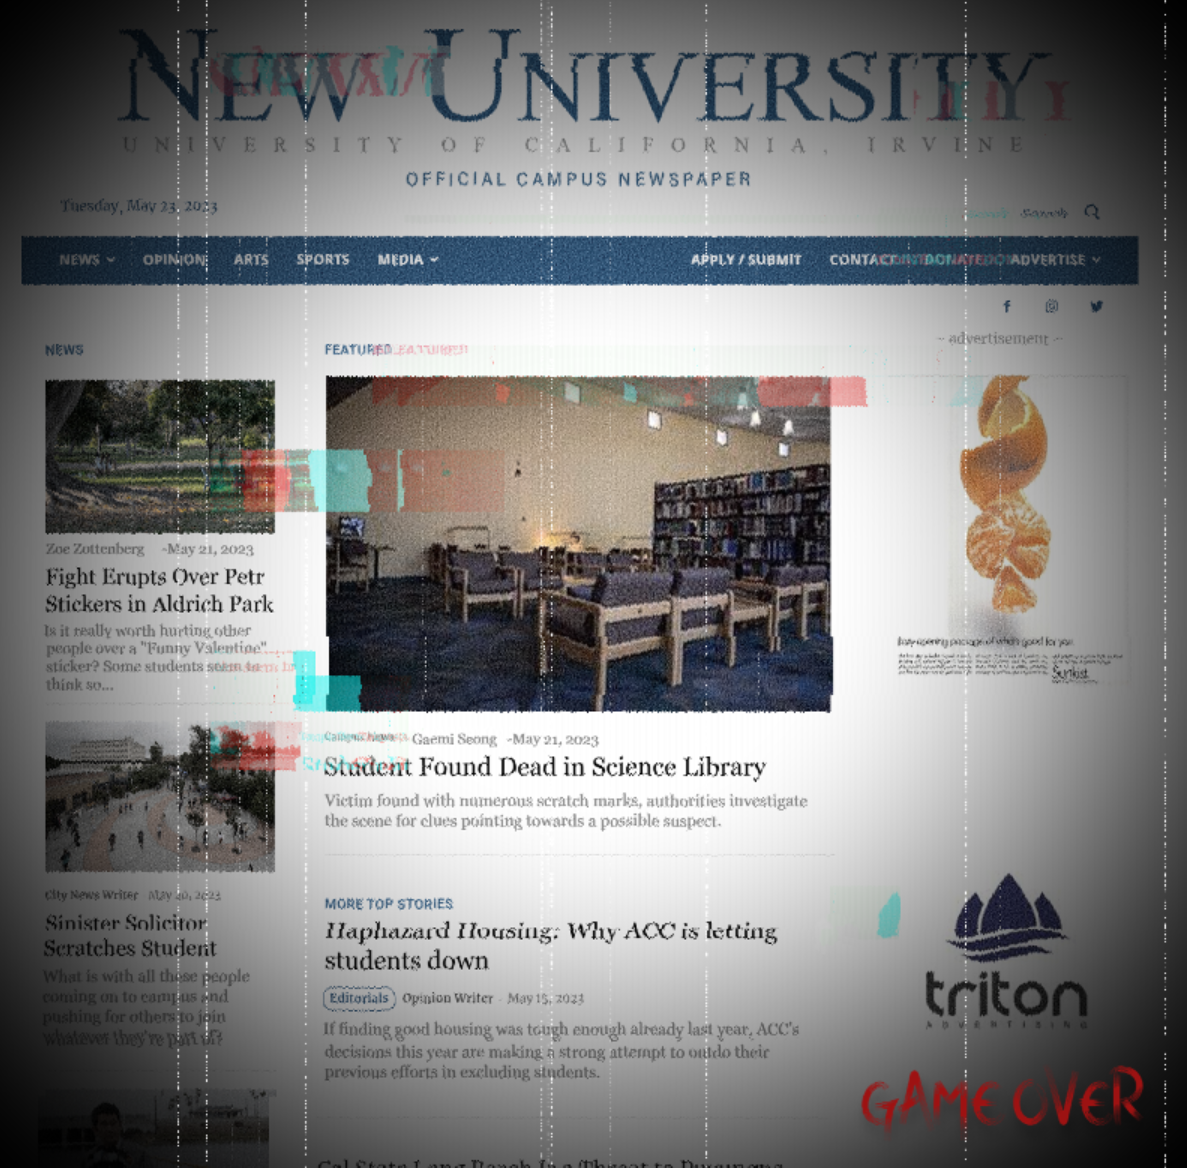 NEW UNIVERSITY
UNIVERSITY OF CALIFORNIA, IRVINE
OFFICIAL CAMPUS NEWSPAPER
Tuesday, May 23, 2023
Search
NEWS OPINION ARTS SPORTS MEDIA APPLY / SUBMIT CONTACT DONATE ADVERTISE
~ advertisement ~
NEWS
Zoe Zottenberg -May 21, 2023
Fight Erupts Over Petr
Stickers in Aldrich Park
Is it really worth hurting other
people over a "Funny Valentine"
sticker? Some students seem to
think so...
City News Writer May 20, 2023
Sinister Solicitor
Scratches Student
What is with all these people
coming on to campus and
pushing for others to join
whatever they're part of?
FEATURED
Campus News - Gaemi Seong -May 21, 2023
Student Found Dead in Science Library
Victim found with numerous scratch marks, authorities investigate
the scene for clues pointing towards a possible suspect.
MORE TOP STORIES
Haphazard Housing: Why ACC is letting
students down
Editorials Opinion Writer - May 15, 2023
If finding good housing was tough enough already last year, ACC's
decisions this year are making a strong attempt to outdo their
previous efforts in excluding students.
Cal State Long Beach Is a Threat to
Easy-opening package of what's good for you
Sunkist
triton
ADVERTISING
GAME OVER